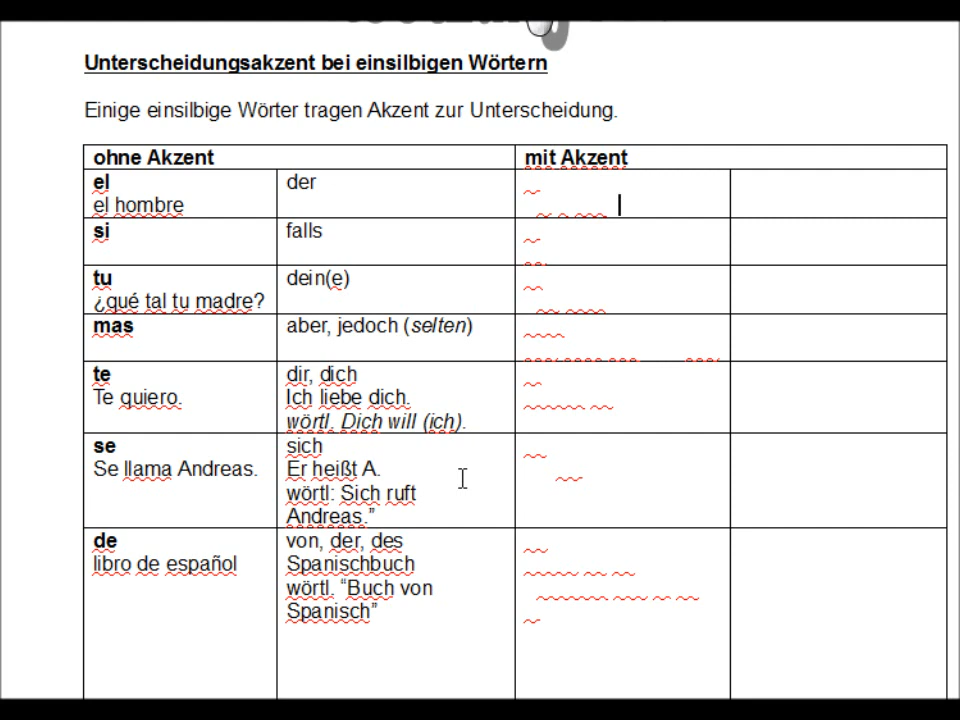 Unterscheidungsakzent bei einsilbigen Wörtern
Einige einsilbige Wörter tragen Akzent zur Unterscheidung.
ohne Akzent
mit Akzent
el
el hombre
der
si
falls
tu
¿qué tal tu madre?
dein(e)
mas
aber, jedoch (selten)
te
Te quiero.
dir, dich
Ich liebe dich.
wörtl. Dich will (ich).
se
Se llama Andreas.
sich
Er heißt A.
wörtl: Sich ruft
Andreas.”
de
libro de español
von, der, des
Spanischbuch
wörtl. “Buch von
Spanisch”